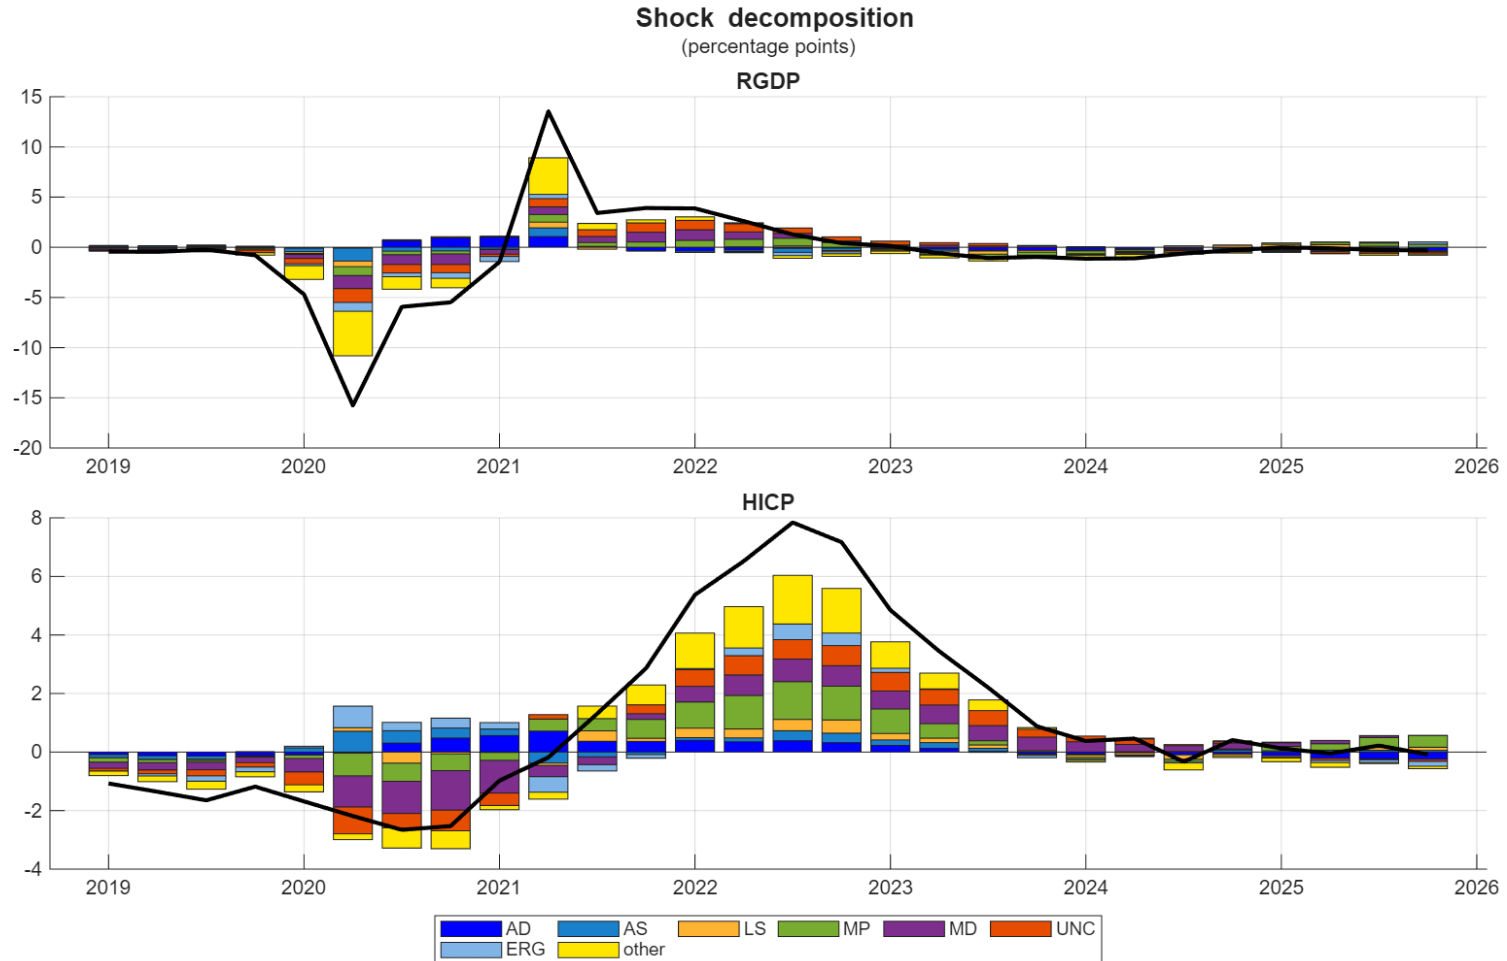 Shock decomposition
(percentage points)
RGDP
15
10
5
0
-5
-10
-15
-20
2019 2020 2021 2022 2023 2024 2025 2026
HICP
8
6
4
2
0
-2
-4
2019 2020 2021 2022 2023 2024 2025 2026
AD AS LS MP MD UNC
ERG other